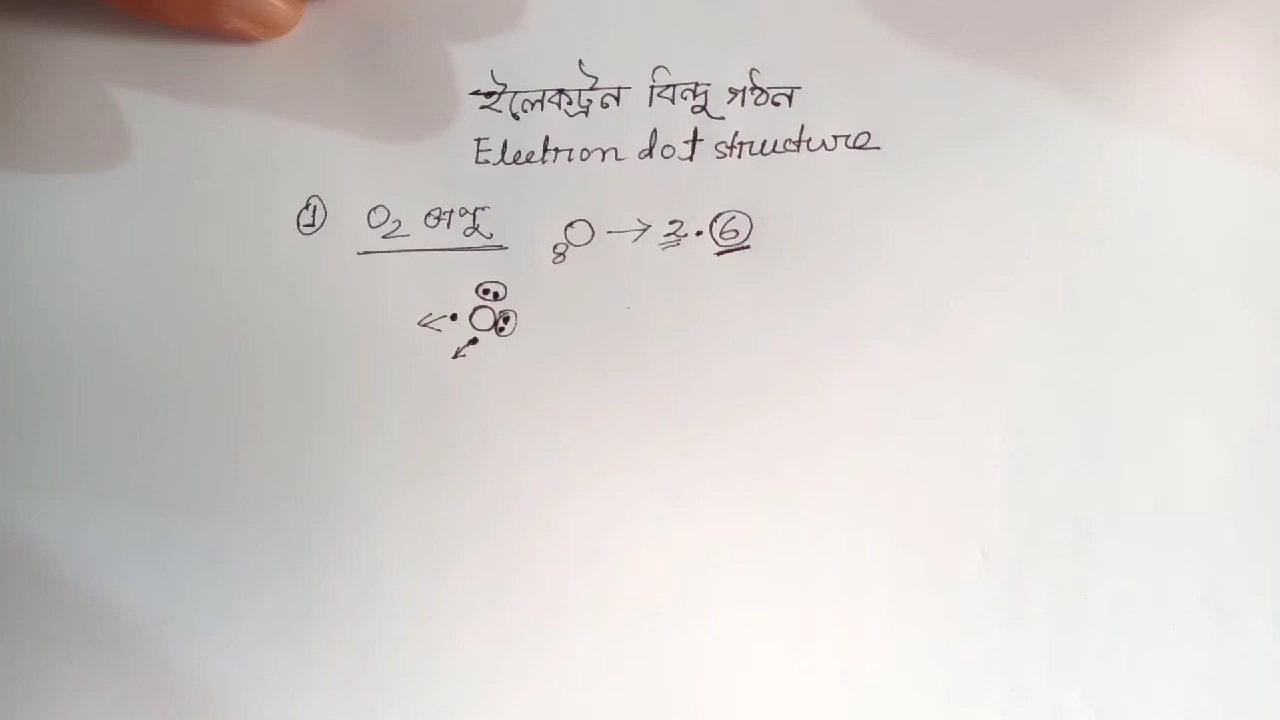 ইলেকট্রন বিন্দু গঠন
Electron dot structure
① O₂ অণু ₈O → 2.6
O